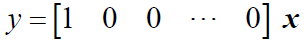 y = [1 0 0 ⋯ 0] x